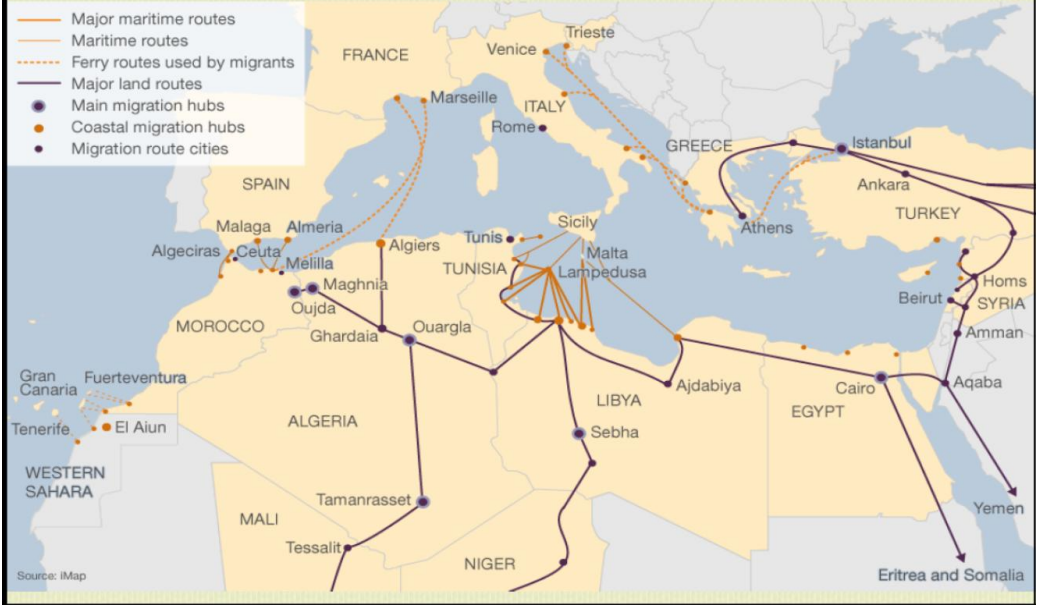 Major maritime routes
Maritime routes
Ferry routes used by migrants
Major land routes
Main migration hubs
Coastal migration hubs
Migration route cities
FRANCE
Venice
Trieste
Marseille
ITALY
Rome
GREECE
Istanbul
Ankara
TURKEY
SPAIN
Malaga
Almeria
Algeciras
Ceuta
Melilla
Algiers
Tunis
Sicily
Malta
Lampedusa
Athens
TUNISIA
Maghnia
Oujda
Homs
Beirut
SYRIA
MOROCCO
Ghardaia
Ouargla
Amman
Gran
Canaria
Fuerteventura
Ajdabiya
Cairo
Aqaba
LIBYA
EGYPT
Tenerife
El Aiun
ALGERIA
Sebha
WESTERN
SAHARA
Tamanrasset
Yemen
MALI
Tessalit
NIGER
Eritrea and Somalia
Source: iMap